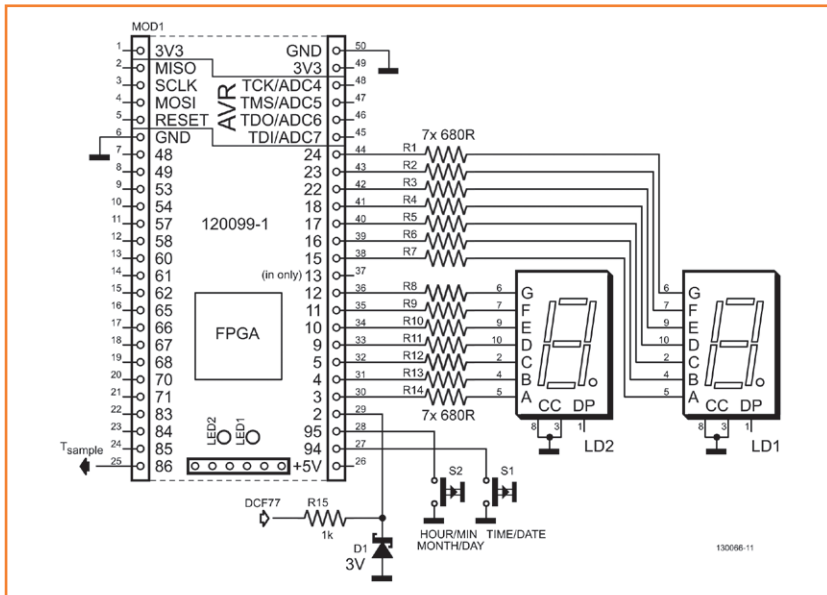 MOD1
1 3V3 GND 50
2 MISO 3V3 49
3 SCLK TCK/ADC4 48
4 MOSI TMS/ADC5 47
5 RESET TDO/ADC6 46
6 GND TDI/ADC7 45
AVR
7 48 24 44 R1
7x 680R
8 49 23 43 R2
9 53 22 42 R3
10 54 18 41 R4
11 57 17 40 R5
120099-1
12 58 16 39 R6
13 60 15 38 R7
14 61 (in only) 13 37
15 62 12 36 R8 6 G 6 G
16 65 11 35 R9 7 F 7 F
17 66 10 34 R10 9 E 9 E
FPGA
18 67 9 33 R11 10 D 10 D
19 68 5 32 R12 2 C 2 C
20 70 4 31 R13 4 B 4 B
21 71 3 30 R14 5 A 5 A
7x 680R
CC DP CC DP
22 83 2 29
8 3 1 8 3 1
23 84 LED2 LED1 95 28
LD2 LD1
24 85 94 27
Tsample
25 86 +5V 26
S2 S1
DCF77 R15
1k
HOUR/MIN TIME/DATE
MONTH/DAY
D1
3V
130066-11